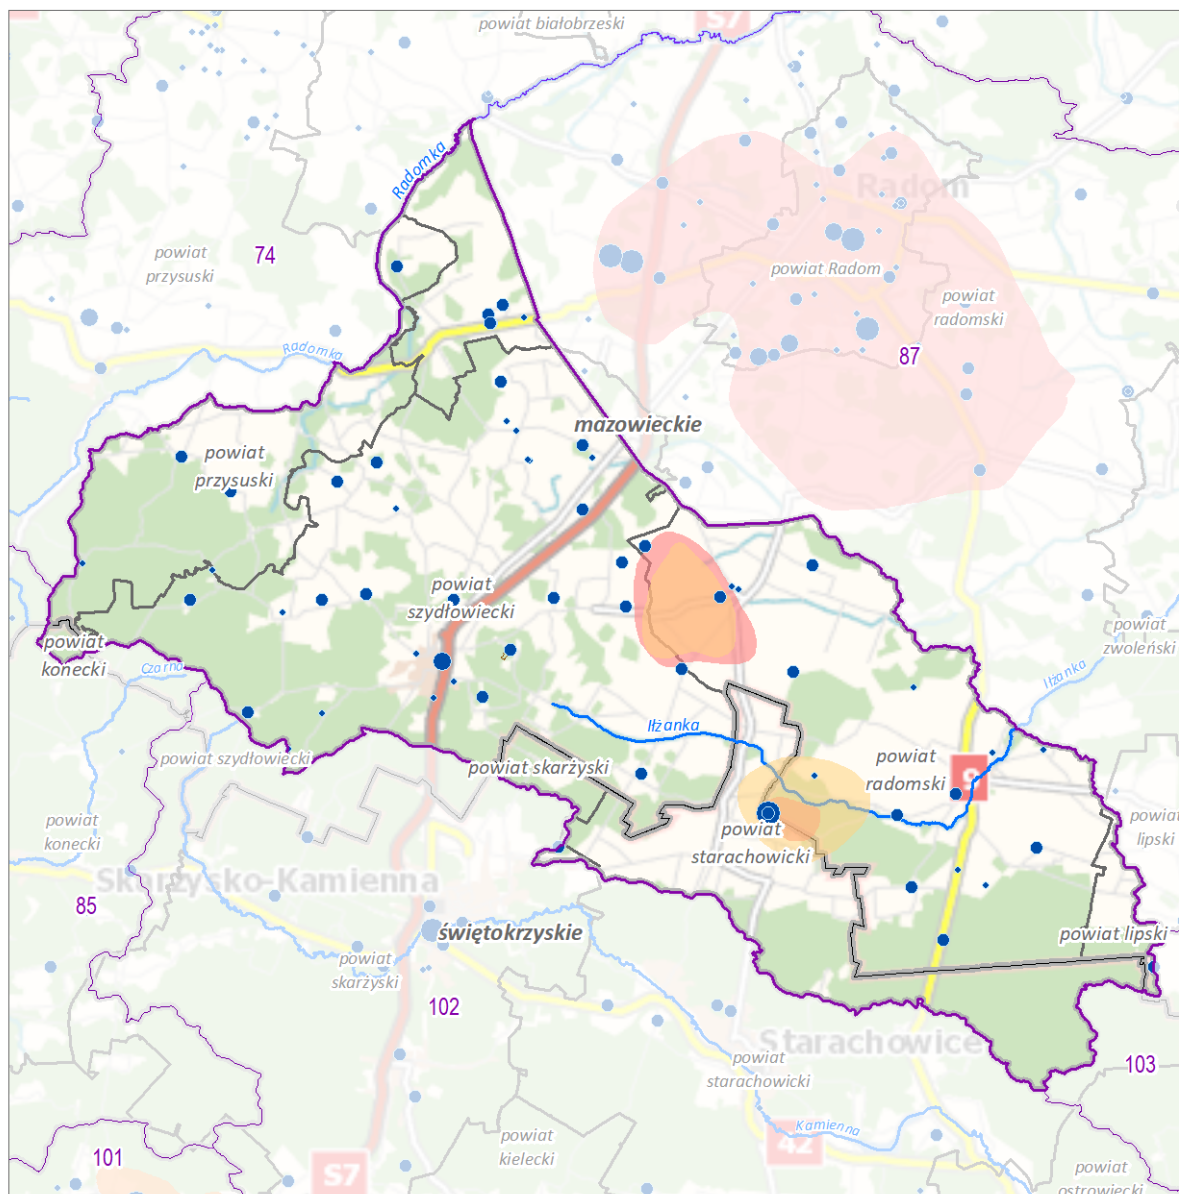 powiat białobrzeski
S7
Radomka
Radom
powiat
przysuski
74
powiat Radom
powiat
radomski
Radomka
87
mazowieckie
powiat
przysuski
powiat
szydłowiecki
powiat
konecki
Czarna
powiat
zwoleński
Iłżanka
Iłżanka
powiat szydłowiecki
powiat skarżyski
powiat
radomski
9
powiat
konecki
powiat
starachowicki
powiat
lipski
Skarżysko-Kamienna
85
świętokrzyskie
powiat lipski
powiat
skarżyski
102
Starachowice
powiat
starachowicki
103
Kamienna
42
powiat
kielecki
101
S7
powiat
ostrowiecki